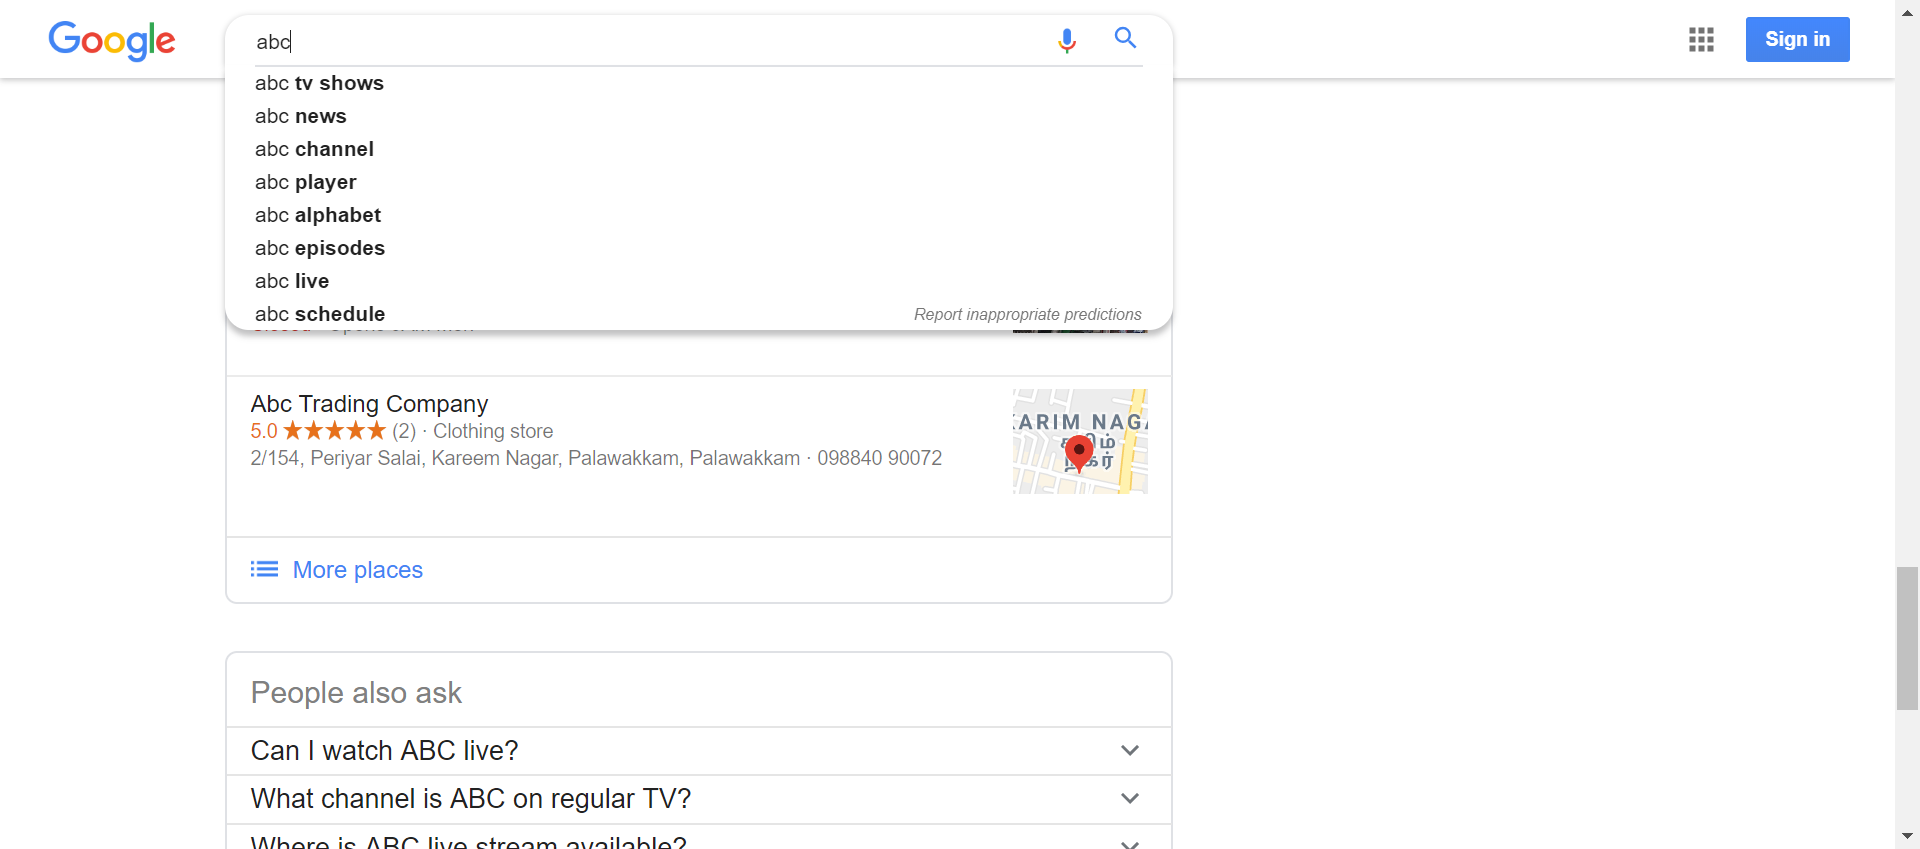 Google
abc
Sign in
abc tv shows
abc news
abc channel
abc player
abc alphabet
abc episodes
abc live
abc schedule
Report inappropriate predictions
Abc Trading Company
5.0 ★★★★★ (2) · Clothing store
2/154, Periyar Salai, Kareem Nagar, Palawakkam, Palawakkam · 098840 90072
KARIM NAGA
More places
People also ask
Can I watch ABC live?
What channel is ABC on regular TV?
Where is ABC live stream available?